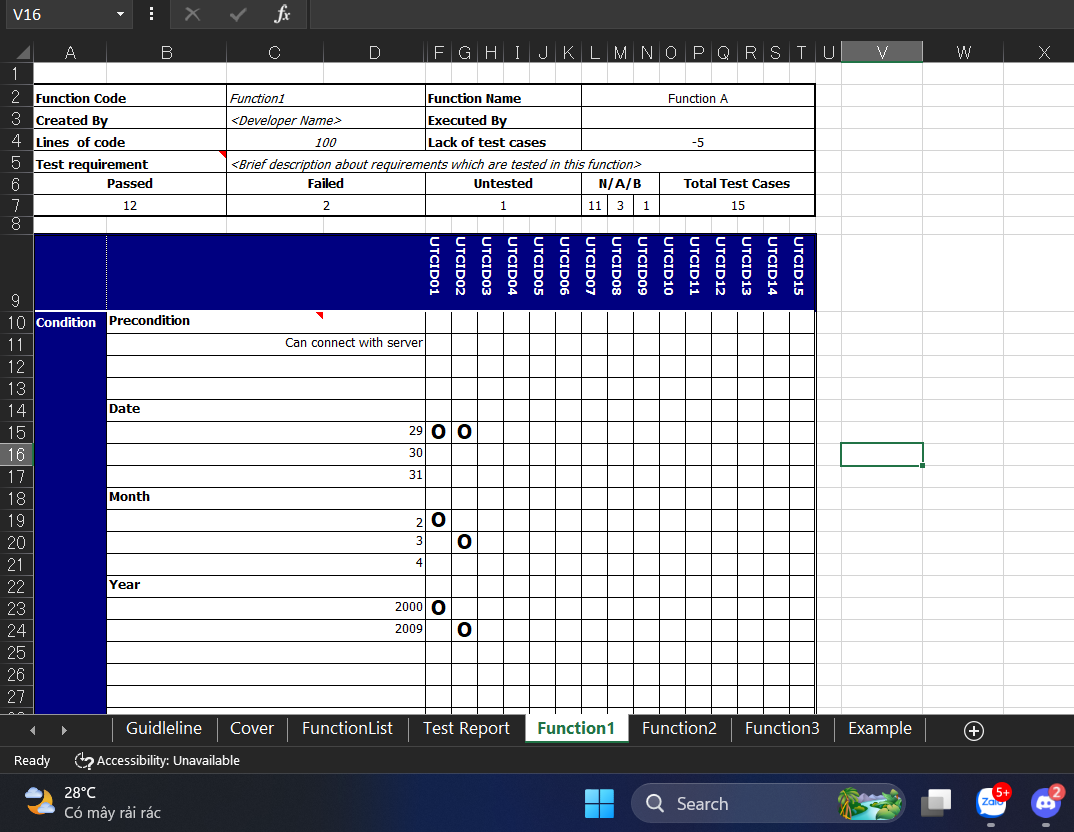 V16 fx
A B C D F G H I J K L M N O P Q R S T U V W X
1
2 Function Code Function1 Function Name Function A
3 Created By <Developer Name> Executed By
4 Lines of code 100 Lack of test cases -5
5 Test requirement <Brief description about requirements which are tested in this function>
6 Passed Failed Untested N/A/B Total Test Cases
7 12 2 1 11 3 1 15
8
9 UTCID01 UTCID02 UTCID03 UTCID04 UTCID05 UTCID06 UTCID07 UTCID08 UTCID09 UTCID10 UTCID11 UTCID12 UTCID13 UTCID14 UTCID15
10 Condition Precondition
11 Can connect with server
12
13
14 Date
15 29 O O
16 30
17 31
18 Month
19 2 O
20 3 O
21 4
22 Year
23 2000 O
24 2009 O
25
26
27
Guidleline Cover FunctionList Test Report Function1 Function2 Function3 Example
Ready Accessibility: Unavailable
28°C
Có mây rải rác
Search
Zalo 5+
2